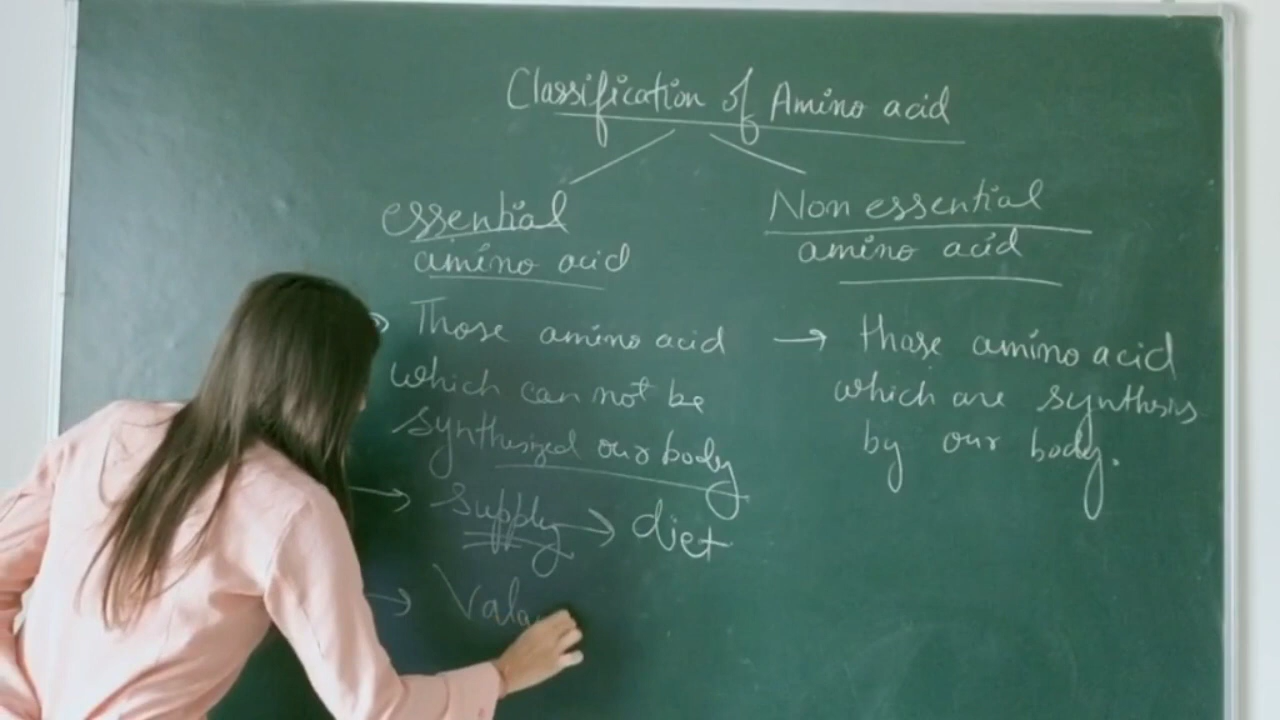 Classification of Amino acid
essential
amino acid
Those amino acid
which can not be
synthesized our body
→ supply → diet
→
Non essential
amino acid
→ those amino acid
which are synthesis
by our body.